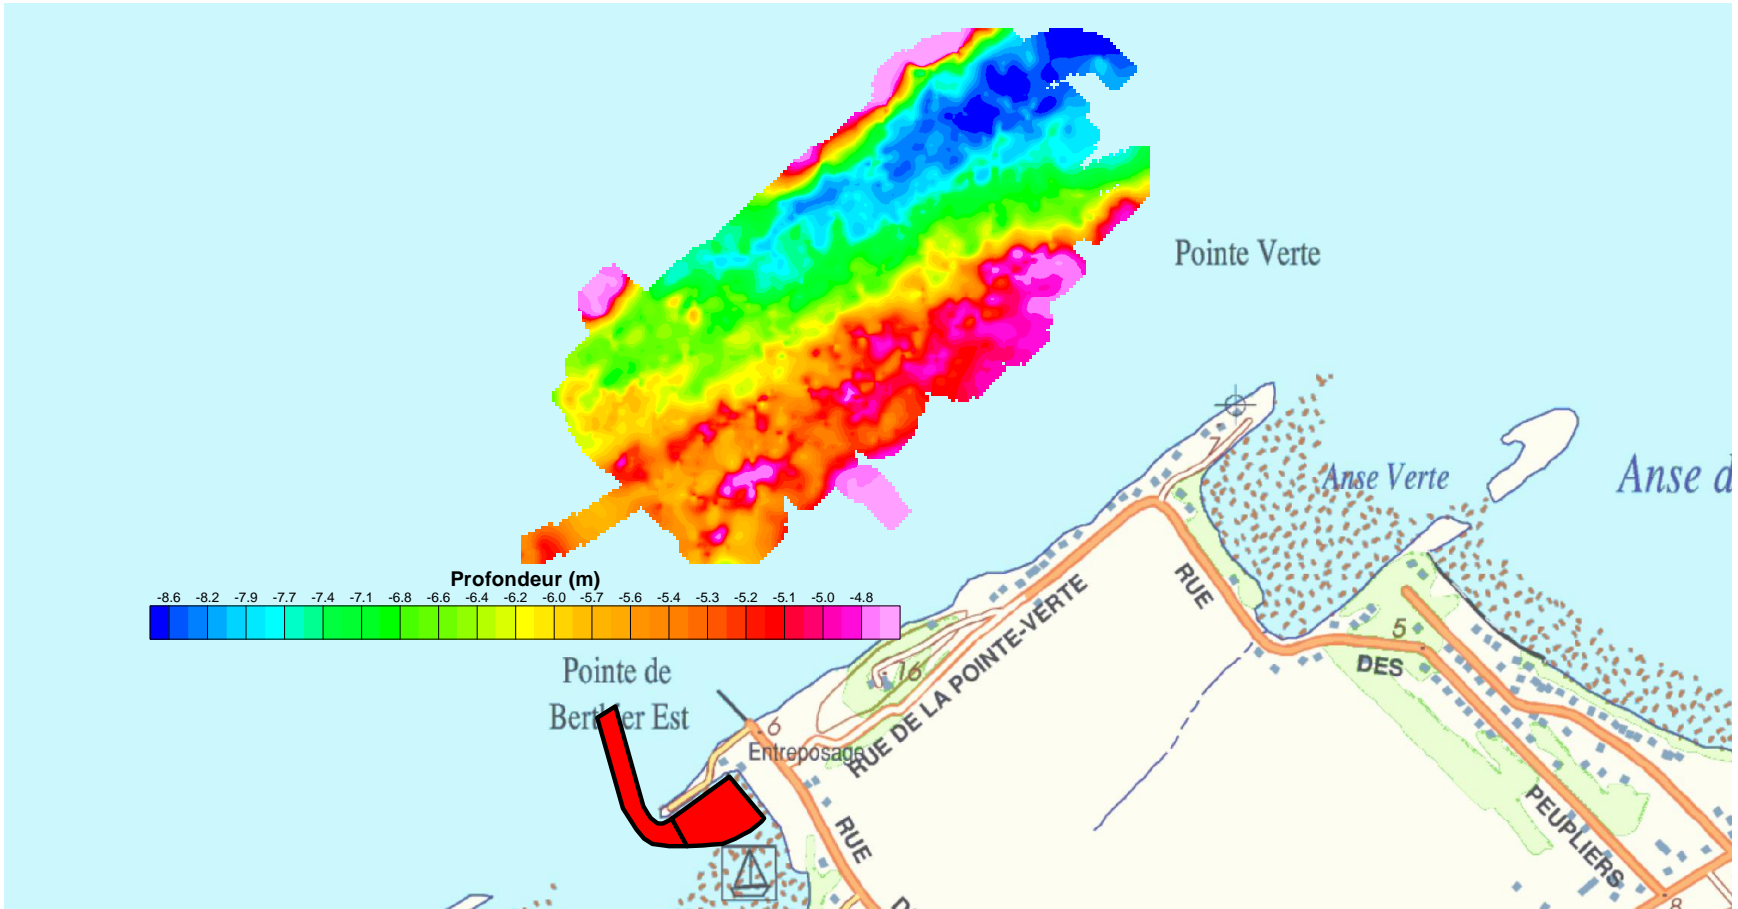 Pointe Verte
Anse Verte
Anse d
Profondeur (m)
-8.6 -8.2 -7.9 -7.7 -7.4 -7.1 -6.8 -6.6 -6.4 -6.2 -6.0 -5.7 -5.6 -5.4 -5.3 -5.2 -5.1 -5.0 -4.8
7
RUE
DES
5
PEUPLIERS
RUE DE LA POINTE-VERTE
16
Pointe de
Berthier Est
6
Entreposage
RUE
D
8